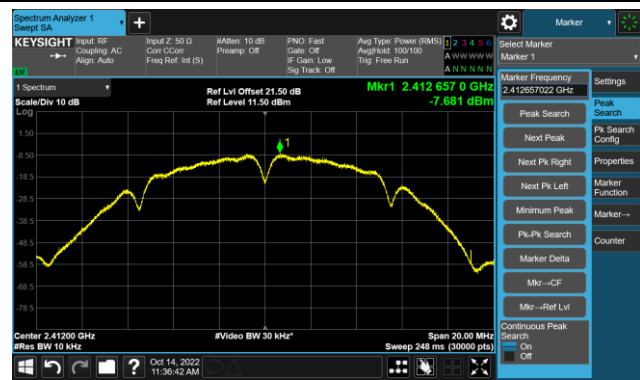 Spectrum Analyzer 1
Swept SA
Marker
KEYSIGHT
Input: RF
Coupling: AC
Align: Auto
Input Z: 50 Ω
Corr CCorr
Freq Ref: Int (S)
#Atten: 10 dB
Preamp: Off
PNO: Fast
Gate: Off
IF Gain: Low
Sig Track: Off
Avg Type: Power (RMS)
Avg|Hold: 100/100
Trig: Free Run
1 2 3 4 5 6
A W W W W W
A N N N N N
LW
Select Marker
Marker 1
1 Spectrum
Scale/Div 10 dB
Log
Ref Lvl Offset 21.50 dB
Ref Level 11.50 dBm
Mkr1 2.412 657 0 GHz
-7.681 dBm
1
1.50
-8.50
-18.5
-28.5
-38.5
-48.5
-58.5
-68.5
-78.5
Center 2.41200 GHz
#Res BW 10 kHz
#Video BW 30 kHz*
Span 20.00 MHz
Sweep 248 ms (30000 pts)
Marker Frequency
2.412657022 GHz
Peak Search
Next Peak
Next Pk Right
Next Pk Left
Minimum Peak
Pk-Pk Search
Marker Delta
Mkr→CF
Mkr→Ref Lvl
Continuous Peak
Search
On
Off
Settings
Peak
Search
Pk Search
Config
Properties
Marker
Function
Marker→
Counter
?
Oct 14, 2022
11:36:42 AM